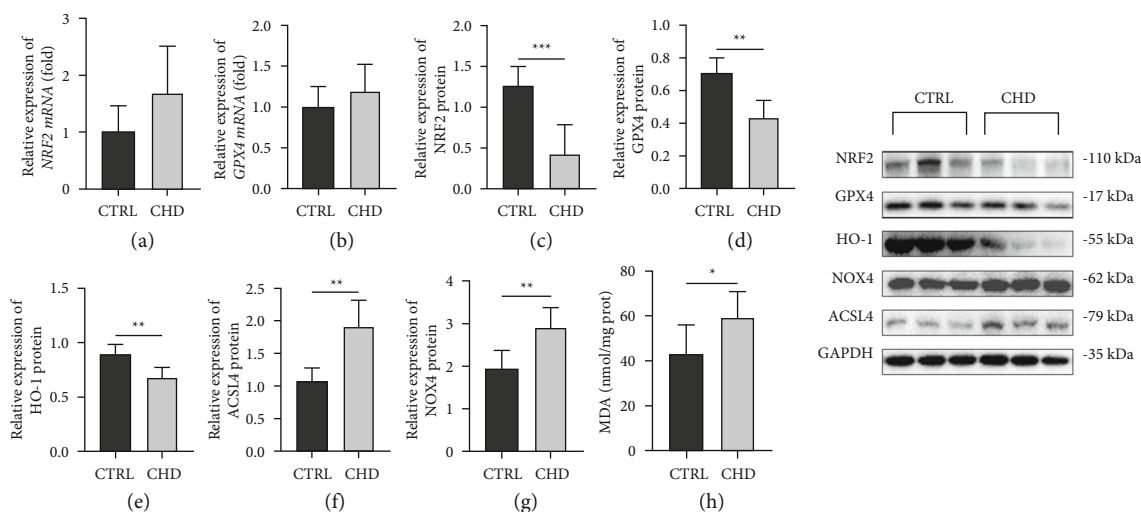 Relative expression of
NRF2 mRNA (fold)
3
2
1
0
CTRL CHD
(a)
Relative expression of
GPX4 mRNA (fold)
2.0
1.5
1.0
0.5
0.0
CTRL CHD
(b)
Relative expression of
NRF2 protein
2.0
1.5
1.0
0.5
0.0
***
CTRL CHD
(c)
Relative expression of
GPX4 protein
1.0
0.8
0.6
0.4
0.2
0.0
**
CTRL CHD
(d)
Relative expression of
HO-1 protein
1.5
1.0
0.5
0.0
**
CTRL CHD
(e)
Relative expression of
ACSL4 protein
2.5
2.0
1.5
1.0
0.5
0.0
**
CTRL CHD
(f)
Relative expression of
NOX4 protein
4
3
2
1
0
**
CTRL CHD
(g)
MDA (nmol/mg prot)
80
60
40
20
0
*
CTRL CHD
(h)
CTRL CHD
NRF2 -110 kDa
GPX4 -17 kDa
HO-1 -55 kDa
NOX4 -62 kDa
ACSL4 -79 kDa
GAPDH -35 kDa